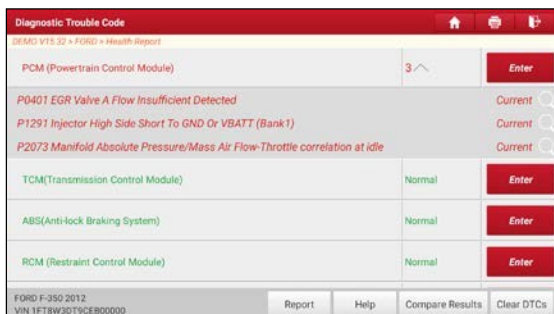 Diagnostic Trouble Code
DEMO V15.32 > FORD > Health Report
PCM (Powertrain Control Module) 3 Enter
P0401 EGR Valve A Flow Insufficient Detected Current
P1291 Injector High Side Short To GND Or VBATT (Bank1) Current
P2073 Manifold Absolute Pressure/Mass Air Flow-Throttle correlation at idle Current
TCM(Transmission Control Module) Normal Enter
ABS(Anti-lock Braking System) Normal Enter
RCM (Restraint Control Module) Normal Enter
FORD F-350 2012
VIN 1FT8W3DT9CEB00000
Report Help Compare Results Clear DTCs